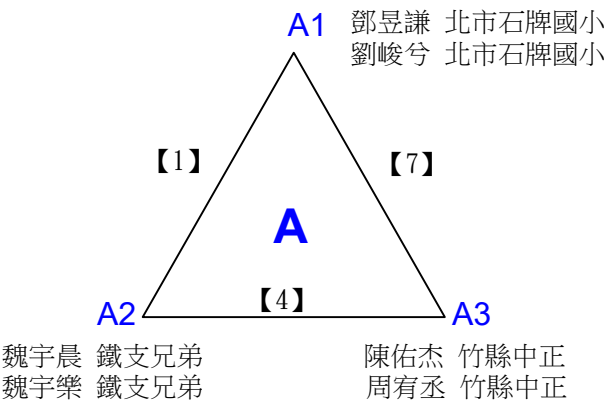 A1 鄧昱謙 北市石牌國小
劉峻兮 北市石牌國小
【1】 【7】
A
【4】
A2 A3
魏宇晨 鐵支兄弟 陳佑杰 竹縣中正
魏宇樂 鐵支兄弟 周宥丞 竹縣中正